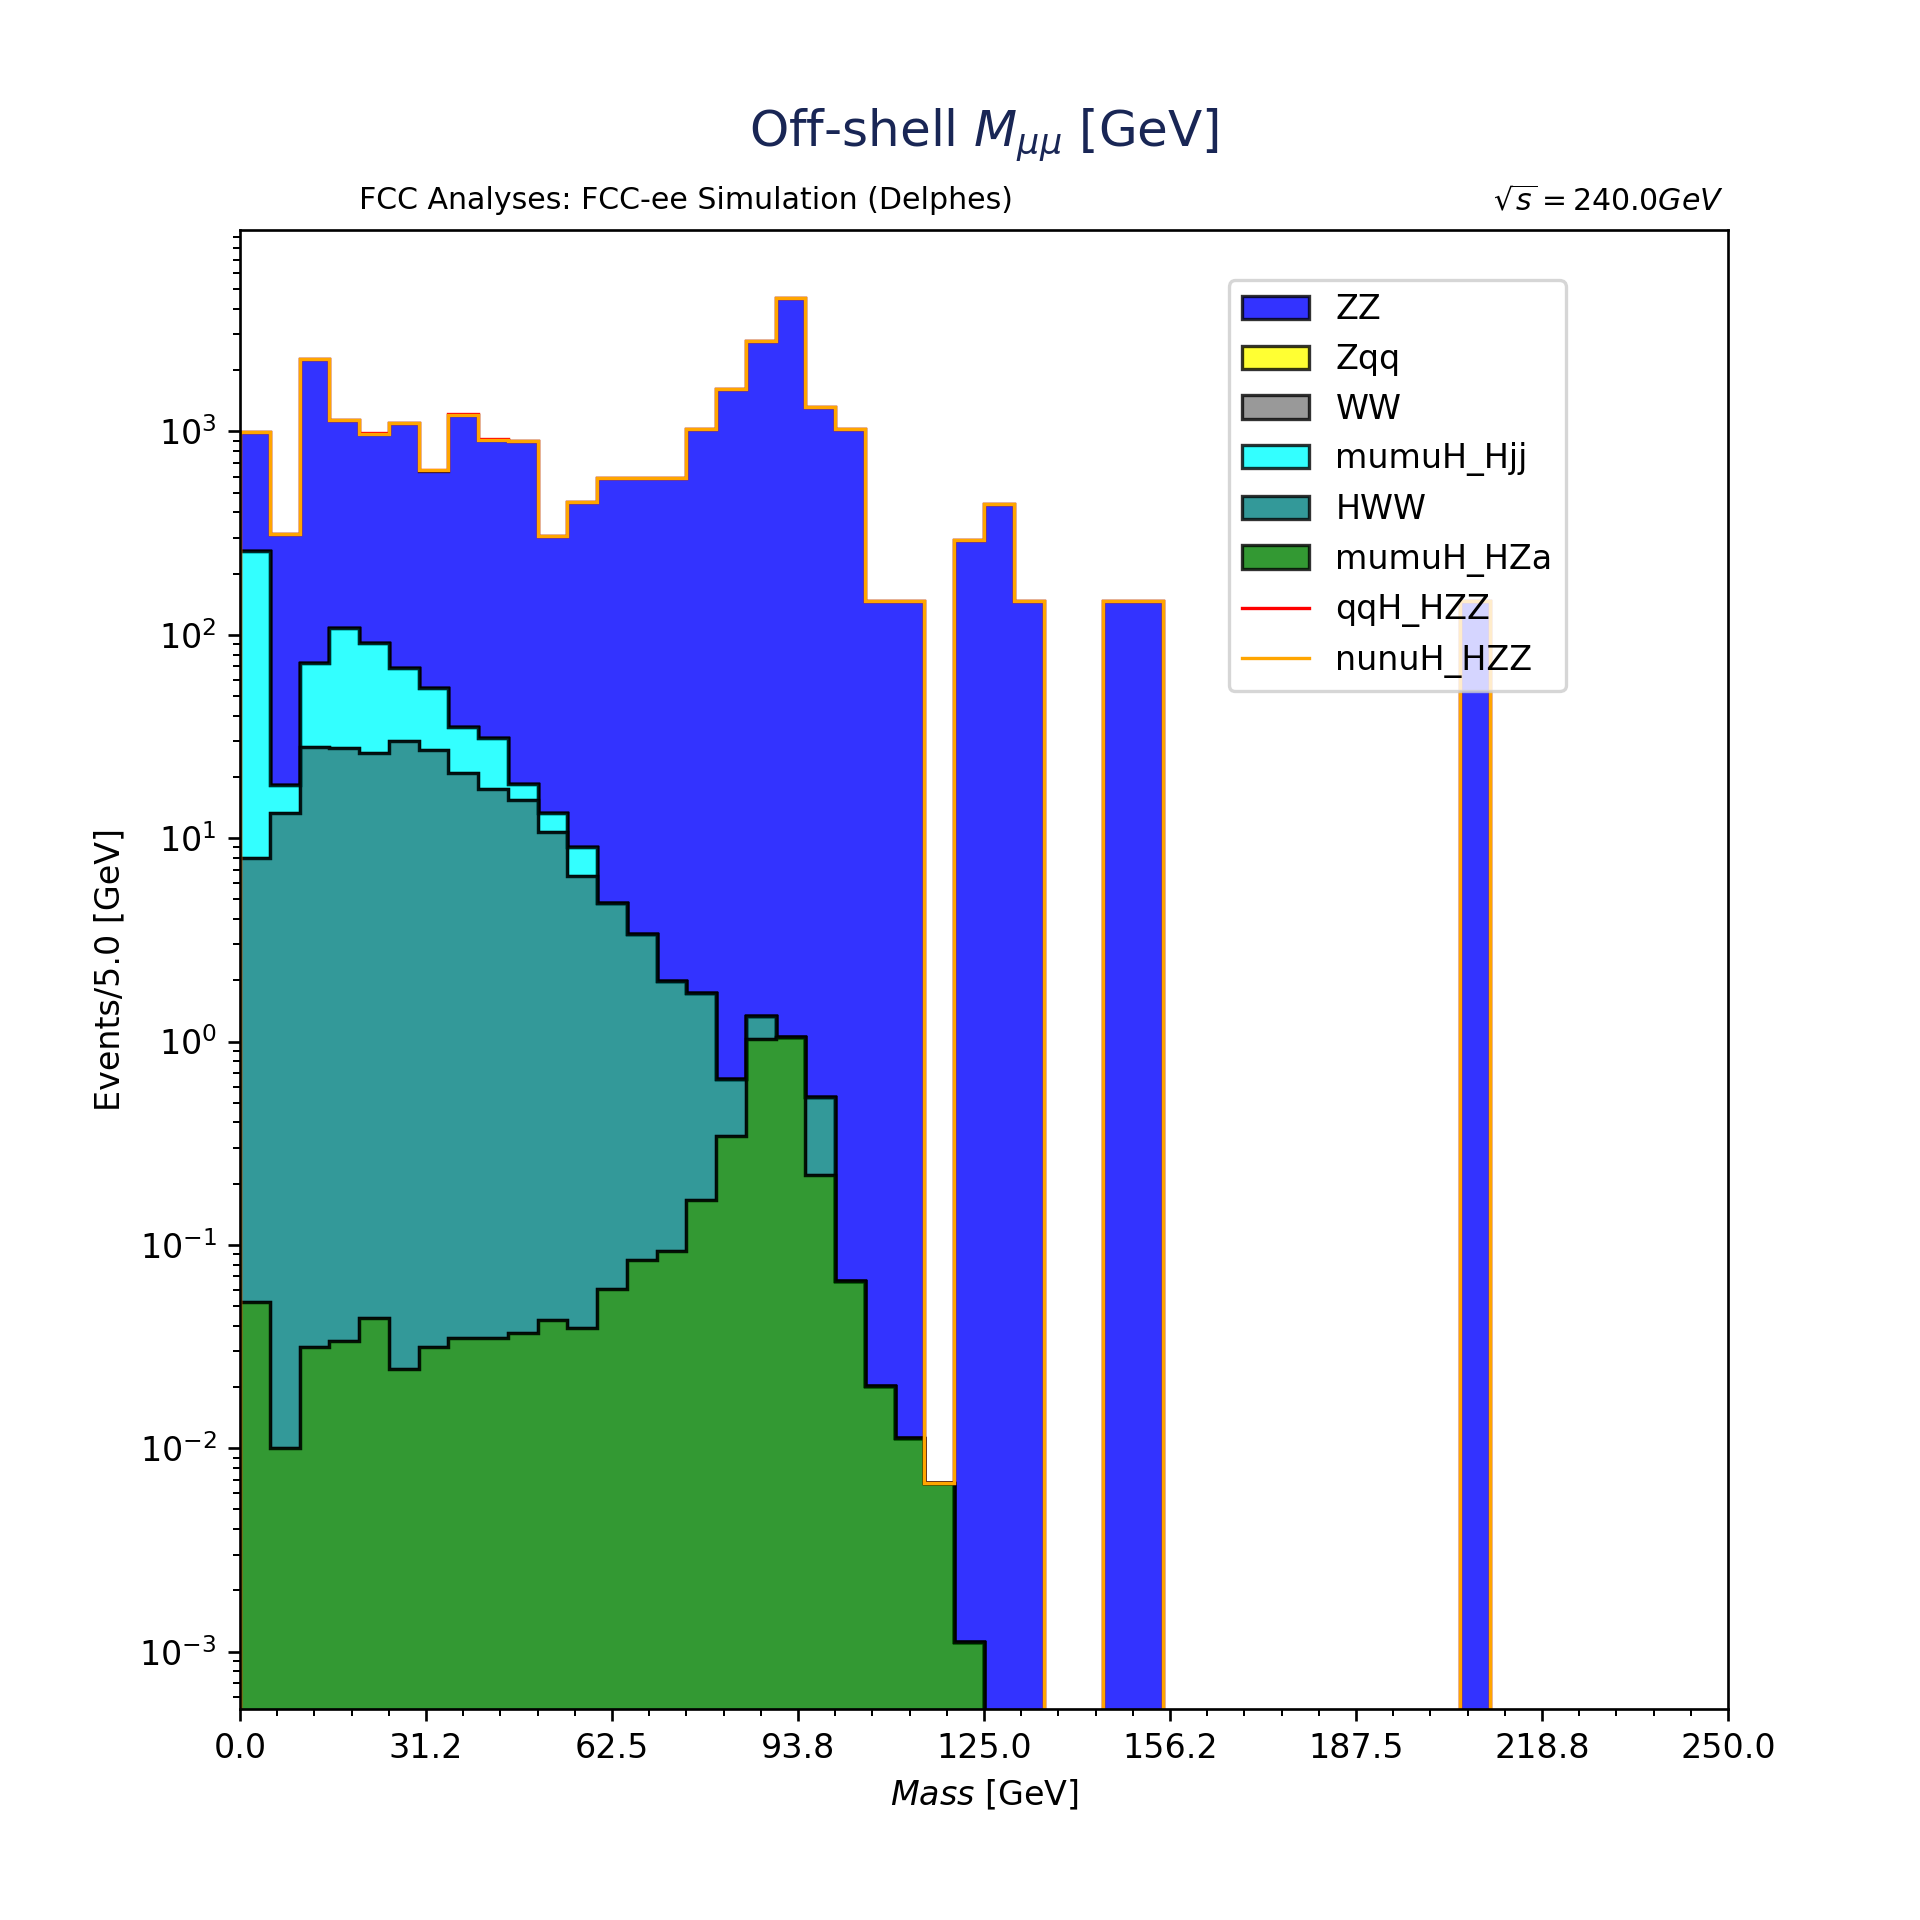 Off-shell $M_{\mu\mu}$ [GeV]
FCC Analyses: FCC-ee Simulation (Delphes)
$\sqrt{s} = 240.0GeV$
ZZ
Zqq
WW
mumuH_Hjj
HWW
mumuH_HZa
qqH_HZZ
nunuH_HZZ
Events/5.0 [GeV]
$10^{3}$
$10^{2}$
$10^{1}$
$10^{0}$
$10^{-1}$
$10^{-2}$
$10^{-3}$
0.0 31.2 62.5 93.8 125.0 156.2 187.5 218.8 250.0
Mass [GeV]